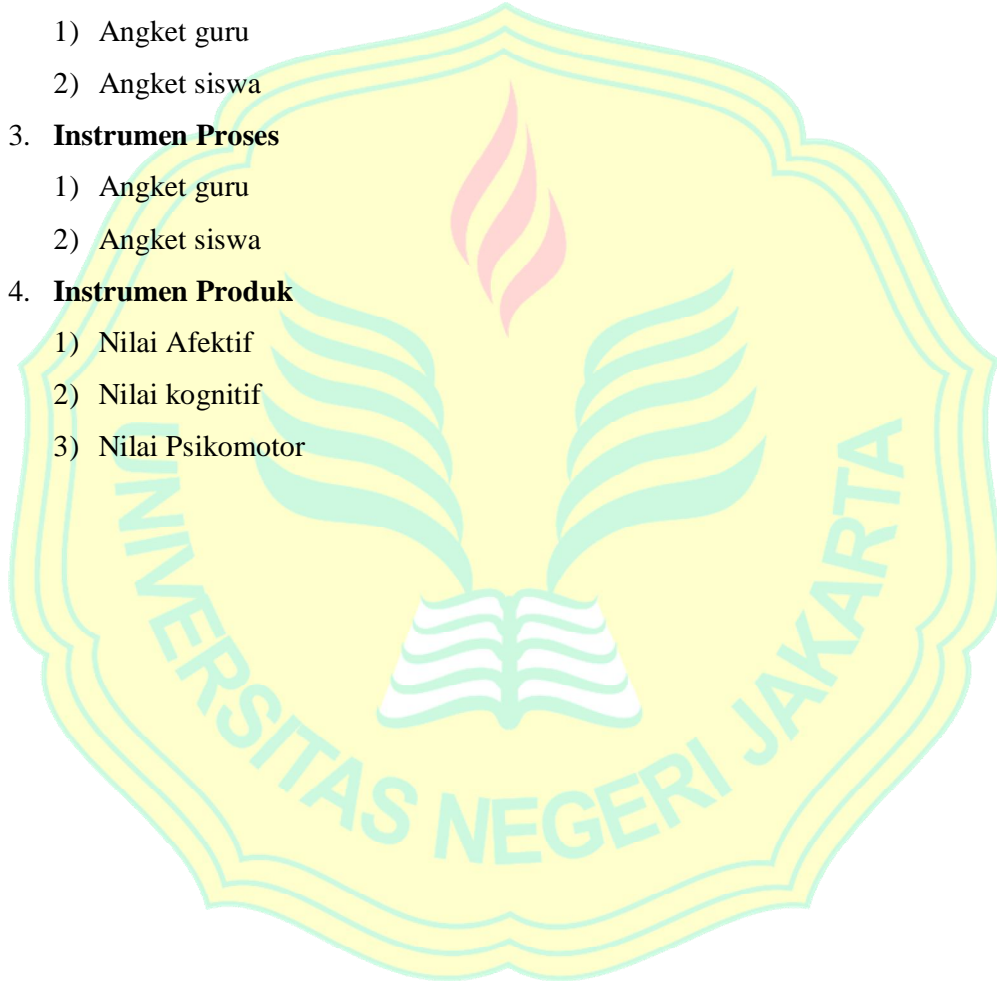 1) Angket guru
2) Angket siswa
3. Instrumen Proses
1) Angket guru
2) Angket siswa
4. Instrumen Produk
1) Nilai Afektif
2) Nilai kognitif
3) Nilai Psikomotor
UNIVERSITAS NEGERI JAKARTA